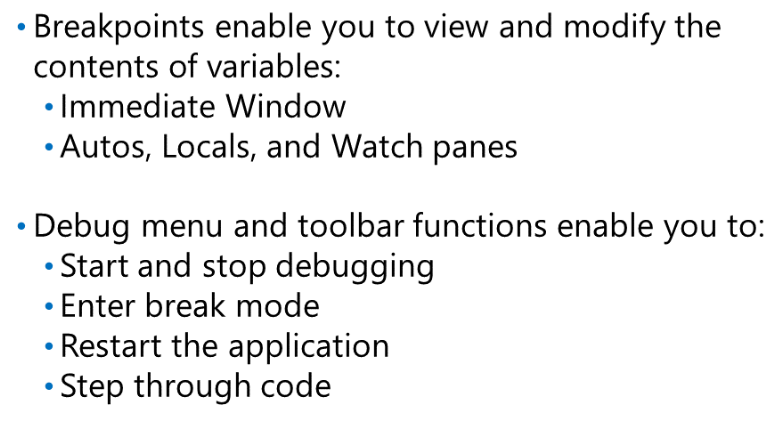 • Breakpoints enable you to view and modify the
contents of variables:
• Immediate Window
• Autos, Locals, and Watch panes
• Debug menu and toolbar functions enable you to:
• Start and stop debugging
• Enter break mode
• Restart the application
• Step through code